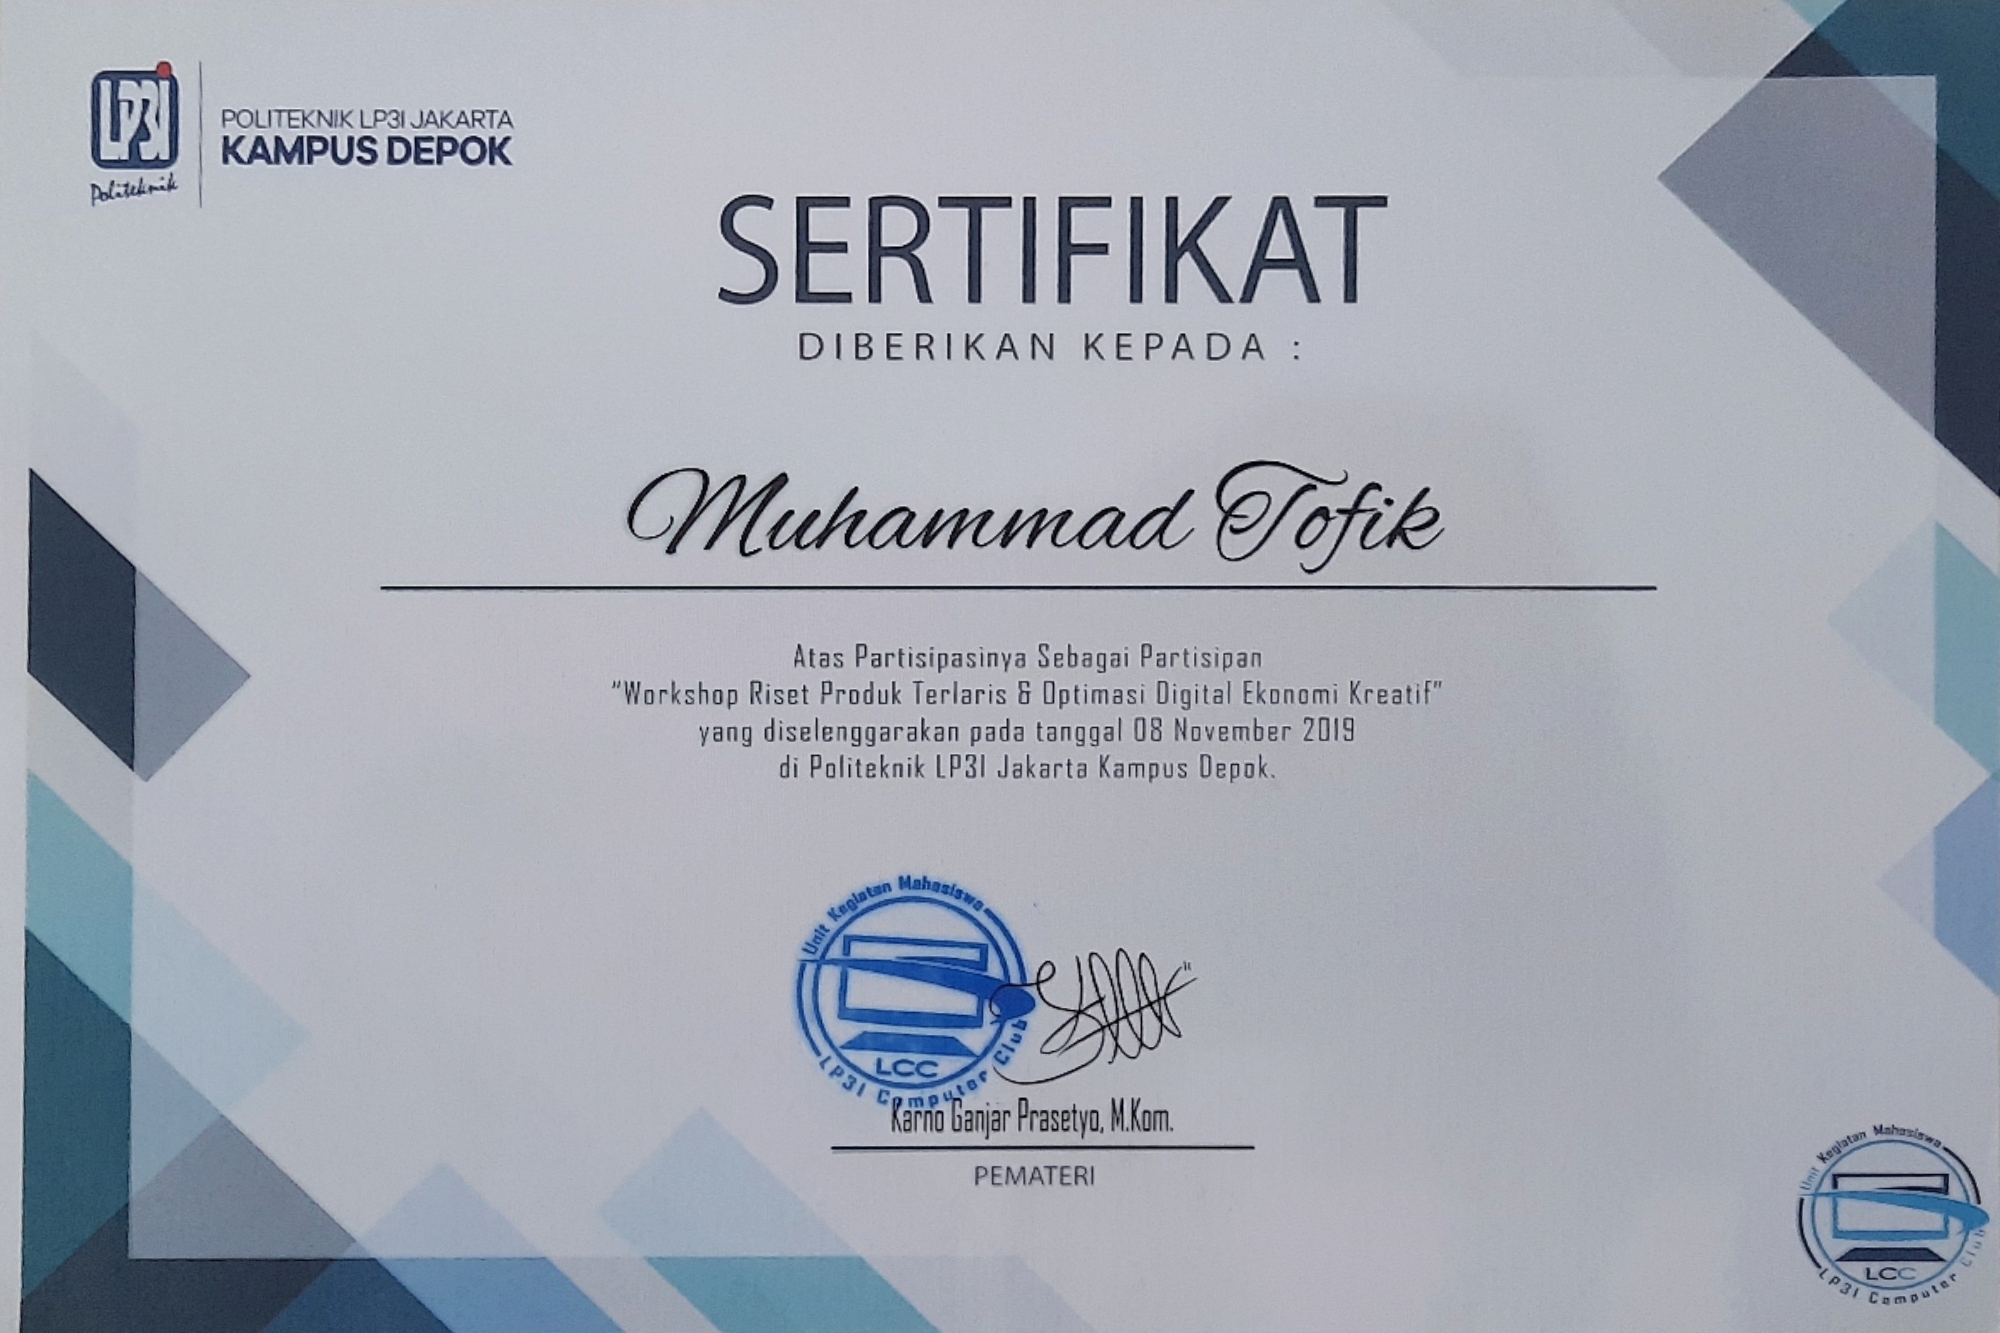 LP3I
Politeknik
POLITEKNIK LP3I JAKARTA
KAMPUS DEPOK
SERTIFIKAT
DIBERIKAN KEPADA :
Muhammad Tofik
Atas Partisipasinya Sebagai Partisipan
"Workshop Riset Produk Terlaris & Optimasi Digital Ekonomi Kreatif"
yang diselenggarakan pada tanggal 08 November 2019
di Politeknik LP3I Jakarta Kampus Depok.
Unit Kegiatan Mahasiswa
LCC
LP3I Computer Club
Karno Ganjar Prasetyo, M.Kom.
PEMATERI
Unit Kegiatan Mahasiswa
LCC
LP3I Computer Club